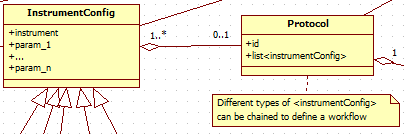 InstrumentConfig
+instrument
+param_1
+...
+param_n
1..*
0..1
Protocol
+id
+list<instrumentConfig>
1
Different types of <instrumentConfig>
can be chained to define a workflow